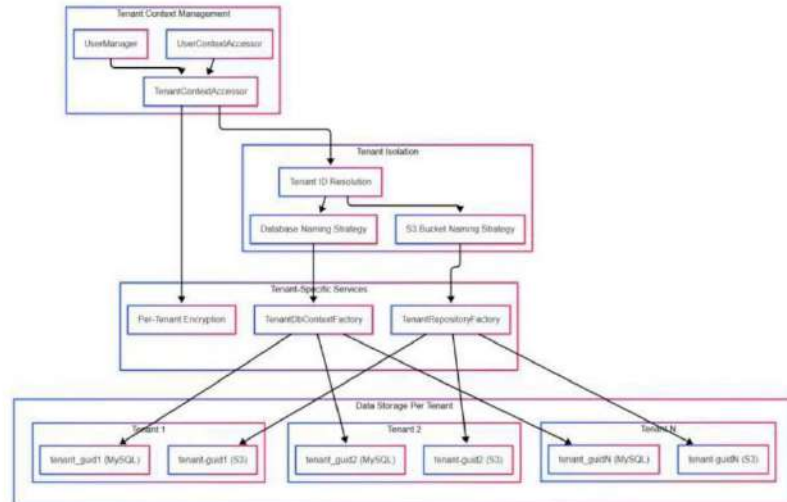 Tenant Context Management
UserManager
UserContextAccessor
TenantContextAccessor
Tenant Isolation
Tenant ID Resolution
Database Naming Strategy
S3 Bucket Naming Strategy
Tenant-Specific Services
Per-Tenant Encryption
TenantDbContextFactory
TenantRepositoryFactory
Data Storage Per Tenant
Tenant 1
Tenant 2
Tenant N
tenant_guid1 (MySQL)
tenant-guid1 (S3)
tenant_guid2 (MySQL)
tenant-guid2 (S3)
tenant_guidN (MySQL)
tenant-guidN (S3)